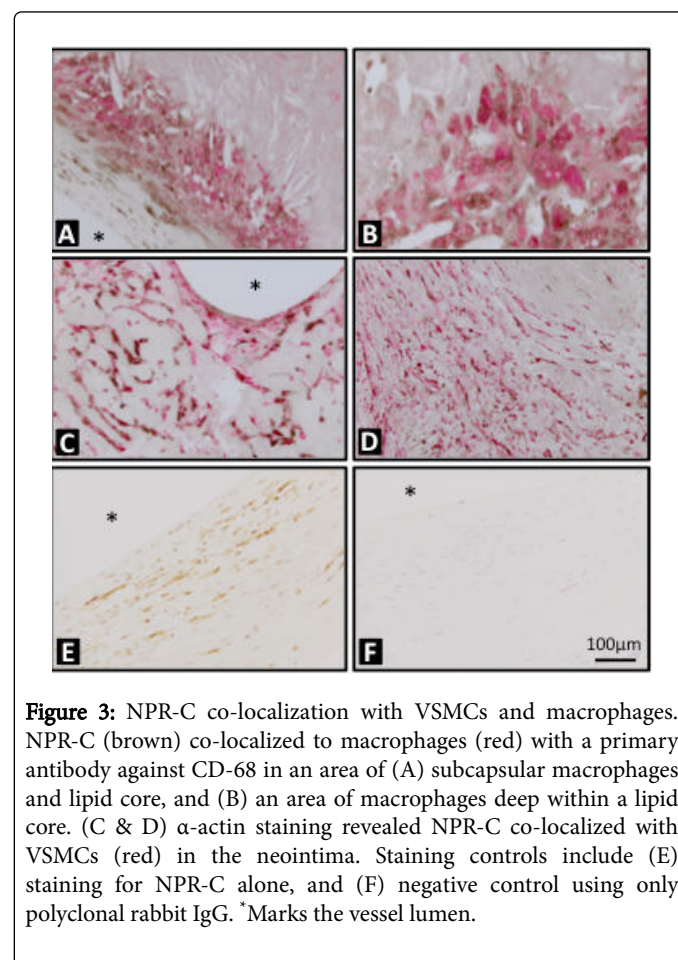 A
*
B
*
C
D
*
E
*
F
100µm
Figure 3: NPR-C co-localization with VSMCs and macrophages.
NPR-C (brown) co-localized to macrophages (red) with a primary
antibody against CD-68 in an area of (A) subcapsular macrophages
and lipid core, and (B) an area of macrophages deep within a lipid
core. (C & D) α-actin staining revealed NPR-C co-localized with
VSMCs (red) in the neointima. Staining controls include (E)
staining for NPR-C alone, and (F) negative control using only
polyclonal rabbit IgG. *Marks the vessel lumen.